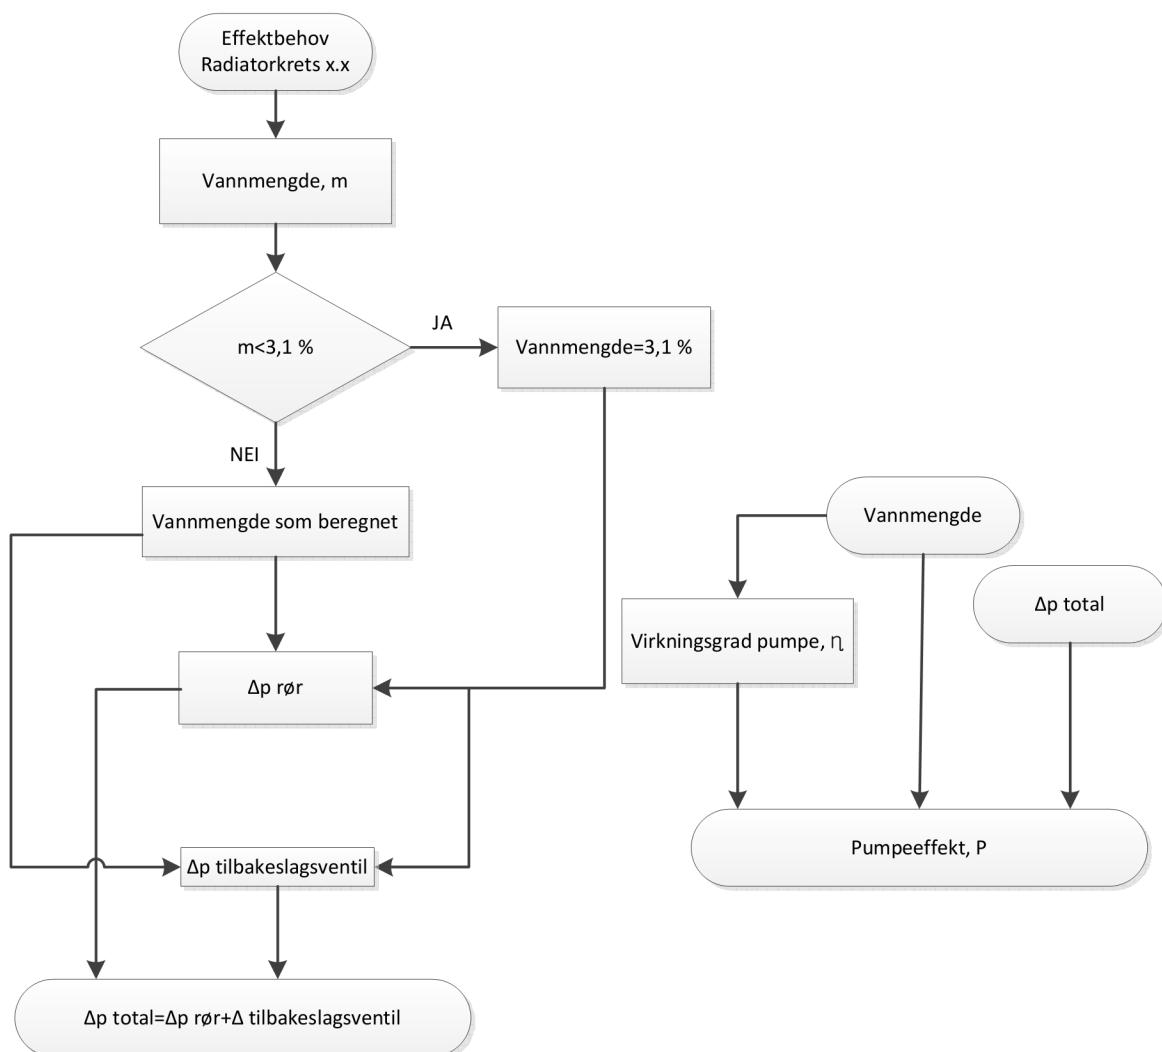 Effektbehov
Radiatorkrets x.x
Vannmengde, m
m<3,1 %
JA
Vannmengde=3,1 %
NEI
Vannmengde som beregnet
Δp rør
Δp tilbakeslagsventil
Δp total=Δp rør+Δ tilbakeslagsventil
Vannmengde
Δp total
Virkningsgrad pumpe, η
Pumpeeffekt, P